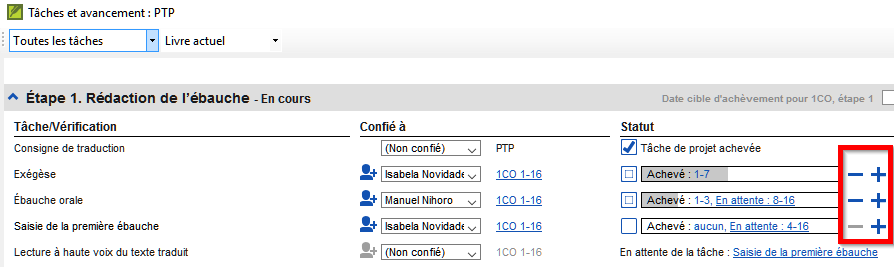 Tâches et avancement : PTP
Toutes les tâches Livre actuel
Étape 1. Rédaction de l'ébauche - En cours Date cible d'achèvement pour 1CO, étape 1
Tâche/Vérification Confié à Statut
Consigne de traduction (Non confié) PTP Tâche de projet achevée
Exégèse Isabela Novidade 1CO 1-16 Achevé : 1-7
Ébauche orale Manuel Nihoro 1CO 1-16 Achevé : 1-3, En attente : 8-16
Saisie de la première ébauche Isabela Novidade 1CO 1-16 Achevé : aucun, En attente : 4-16
Lecture à haute voix du texte traduit (Non confié) 1CO 1-16 En attente de la tâche : Saisie de la première ébauche